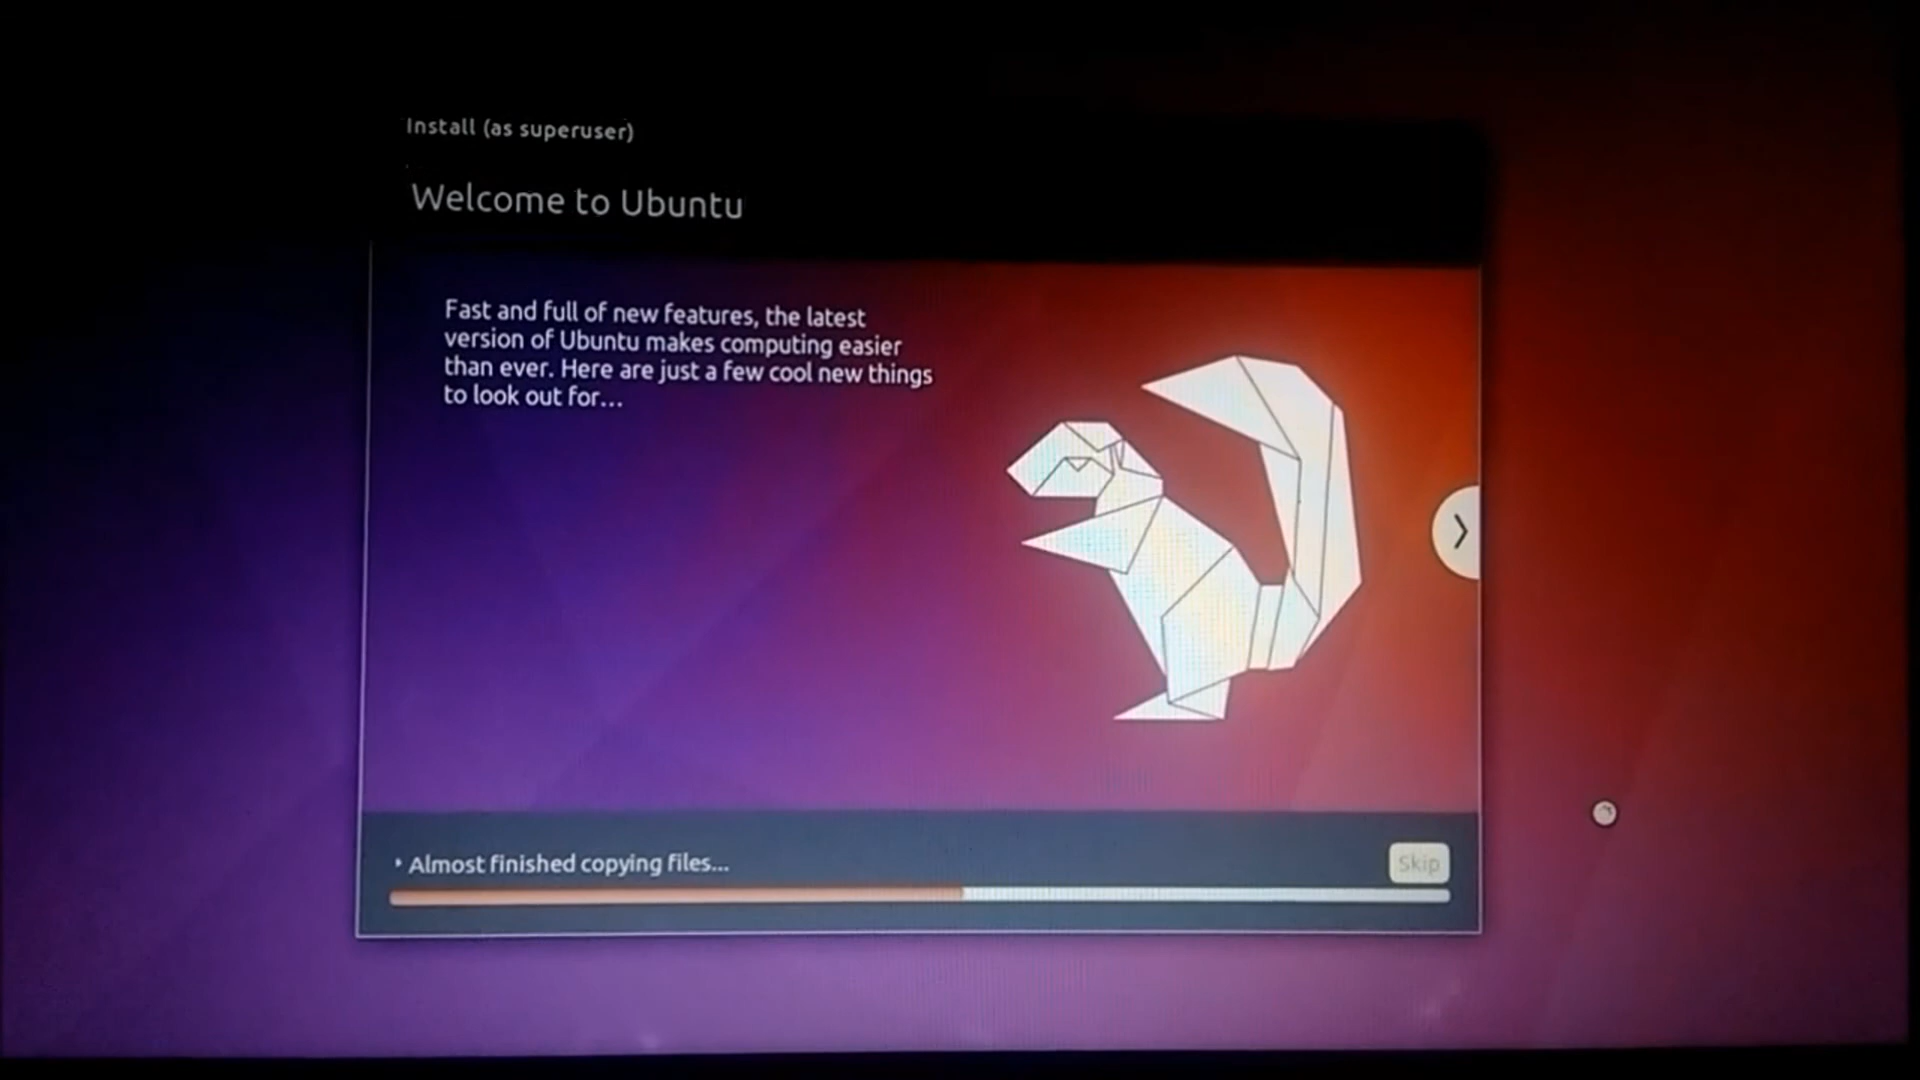 Install (as superuser)
Welcome to Ubuntu
Fast and full of new features, the latest
version of Ubuntu makes computing easier
than ever. Here are just a few cool new things
to look out for...
Almost finished copying files...
Skip